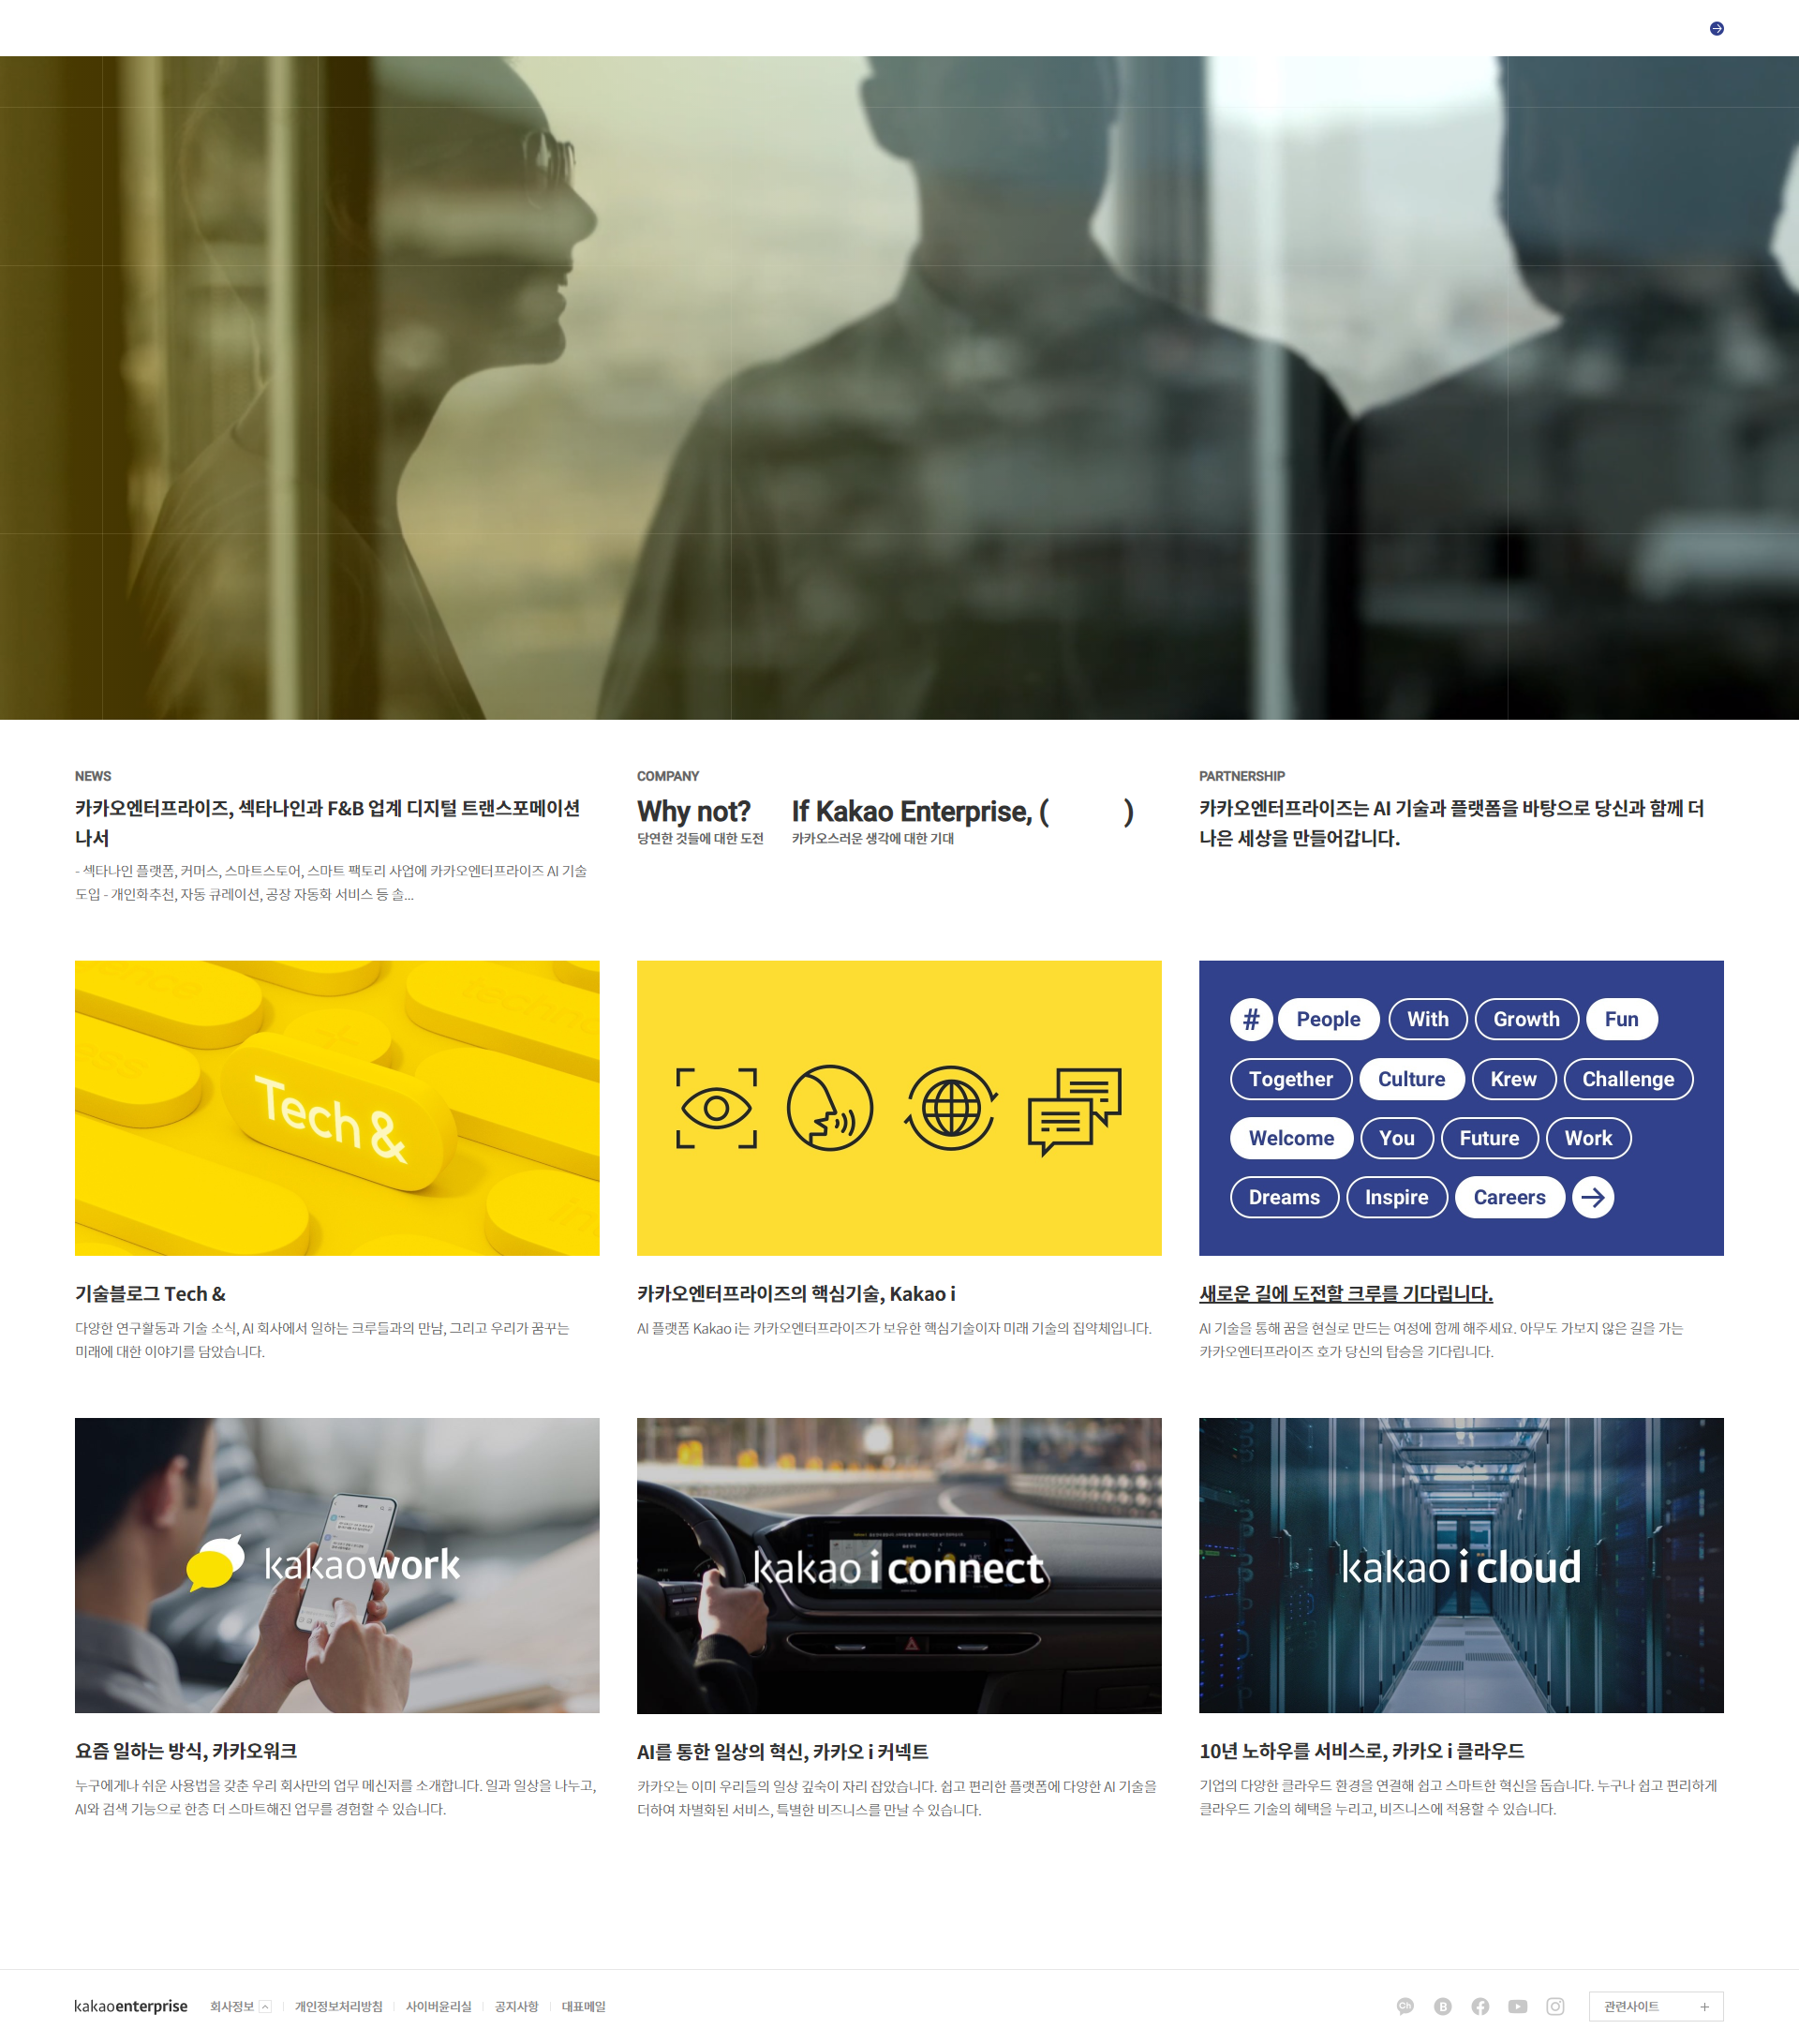 NEWS
카카오엔터프라이즈, 섹타나인과 F&B 업계 디지털 트랜스포메이션
나서
- 섹타나인 플랫폼, 커머스, 스마트스토어, 스마트 팩토리 사업에 카카오엔터프라이즈 AI 기술
도입 - 개인화추천, 자동 큐레이션, 공장 자동화 서비스 등 솔...
COMPANY
Why not? If Kakao Enterprise, ( )
당연한 것들에 대한 도전 카카오스러운 생각에 대한 기대
PARTNERSHIP
카카오엔터프라이즈는 AI 기술과 플랫폼을 바탕으로 당신과 함께 더
나은 세상을 만들어갑니다.
Tech &
# People With Growth Fun
Together Culture Krew Challenge
Welcome You Future Work
Dreams Inspire Careers
기술블로그 Tech &
다양한 연구활동과 기술 소식, AI 회사에서 일하는 크루들과의 만남, 그리고 우리가 꿈꾸는
미래에 대한 이야기를 담았습니다.
카카오엔터프라이즈의 핵심기술, Kakao i
AI 플랫폼 Kakao i는 카카오엔터프라이즈가 보유한 핵심기술이자 미래 기술의 집약체입니다.
새로운 길에 도전할 크루를 기다립니다.
AI 기술을 통해 꿈을 현실로 만드는 여정에 함께 해주세요. 아무도 가보지 않은 길을 가는
카카오엔터프라이즈 호가 당신의 탑승을 기다립니다.
kakaowork
kakao i connect
kakao i cloud
요즘 일하는 방식, 카카오워크
누구에게나 쉬운 사용법을 갖춘 우리 회사만의 업무 메신저를 소개합니다. 일과 일상을 나누고,
AI와 검색 기능으로 한층 더 스마트해진 업무를 경험할 수 있습니다.
AI를 통한 일상의 혁신, 카카오 i 커넥트
카카오는 이미 우리들의 일상 깊숙이 자리 잡았습니다. 쉽고 편리한 플랫폼에 다양한 AI 기술을
더하여 차별화된 서비스, 특별한 비즈니스를 만날 수 있습니다.
10년 노하우를 서비스로, 카카오 i 클라우드
기업의 다양한 클라우드 환경을 연결해 쉽고 스마트한 혁신을 돕습니다. 누구나 쉽고 편리하게
클라우드 기술의 혜택을 누리고, 비즈니스에 적용할 수 있습니다.
kakaoenterprise 회사정보 개인정보처리방침 사이버윤리실 공지사항 대표메일
Ch B 관련사이트 +